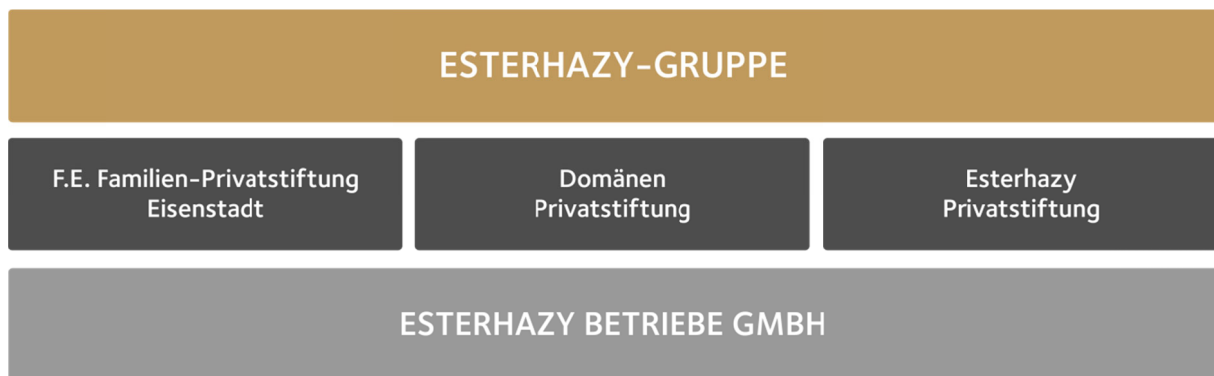 ESTERHAZY-GRUPPE
F.E. Familien-Privatstiftung
Eisenstadt
Domänen
Privatstiftung
Esterhazy
Privatstiftung
ESTERHAZY BETRIEBE GMBH